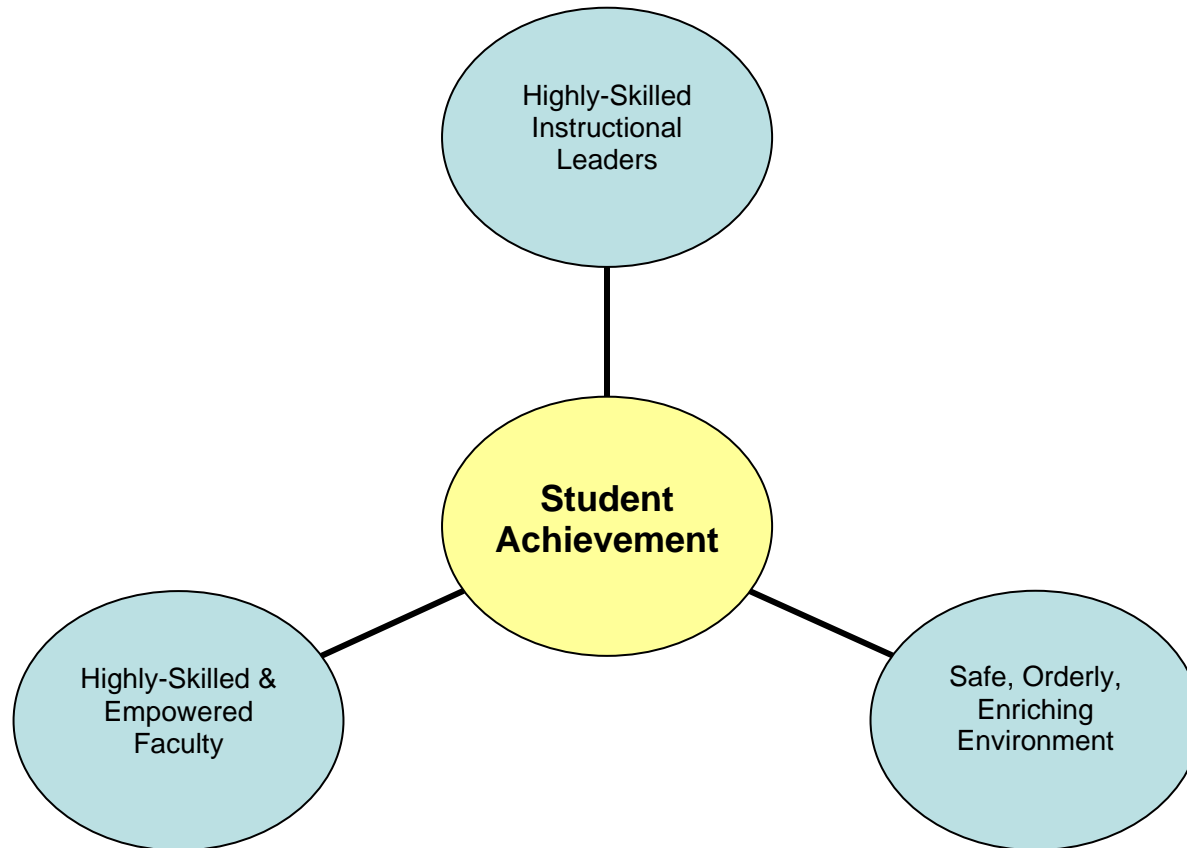 Highly-Skilled
Instructional
Leaders
Student
Achievement
Highly-Skilled &
Empowered
Faculty
Safe, Orderly,
Enriching
Environment